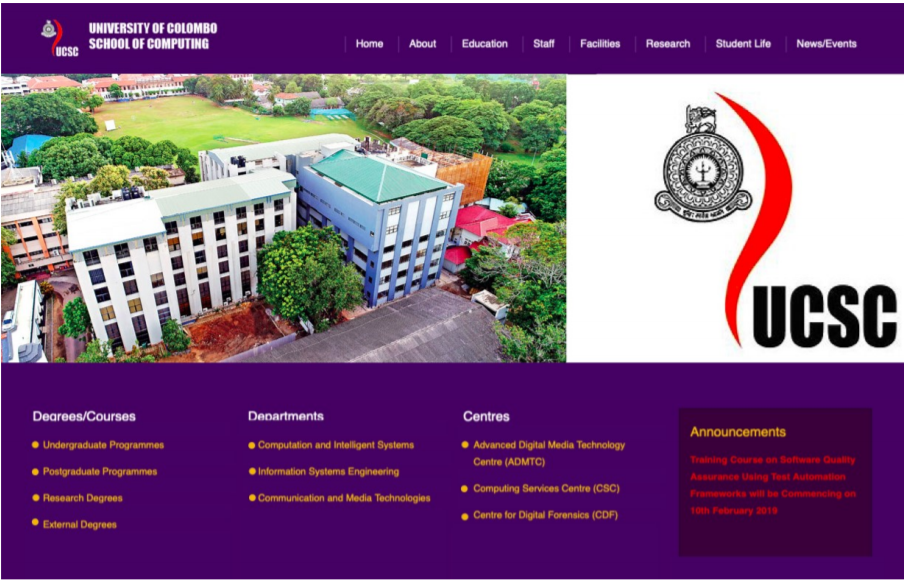 UNIVERSITY OF COLOMBO
SCHOOL OF COMPUTING
UCSC
Home About Education Staff Facilities Research Student Life News/Events
UCSC
Degrees/Courses
Undergraduate Programmes
Postgraduate Programmes
Research Degrees
External Degrees
Departments
Computation and Intelligent Systems
Information Systems Engineering
Communication and Media Technologies
Centres
Advanced Digital Media Technology
Centre (ADMTC)
Computing Services Centre (CSC)
Centre for Digital Forensics (CDF)
Announcements
Training Course on Software Quality
Assurance Using Test Automation
Frameworks will be Commencing on
10th February 2019